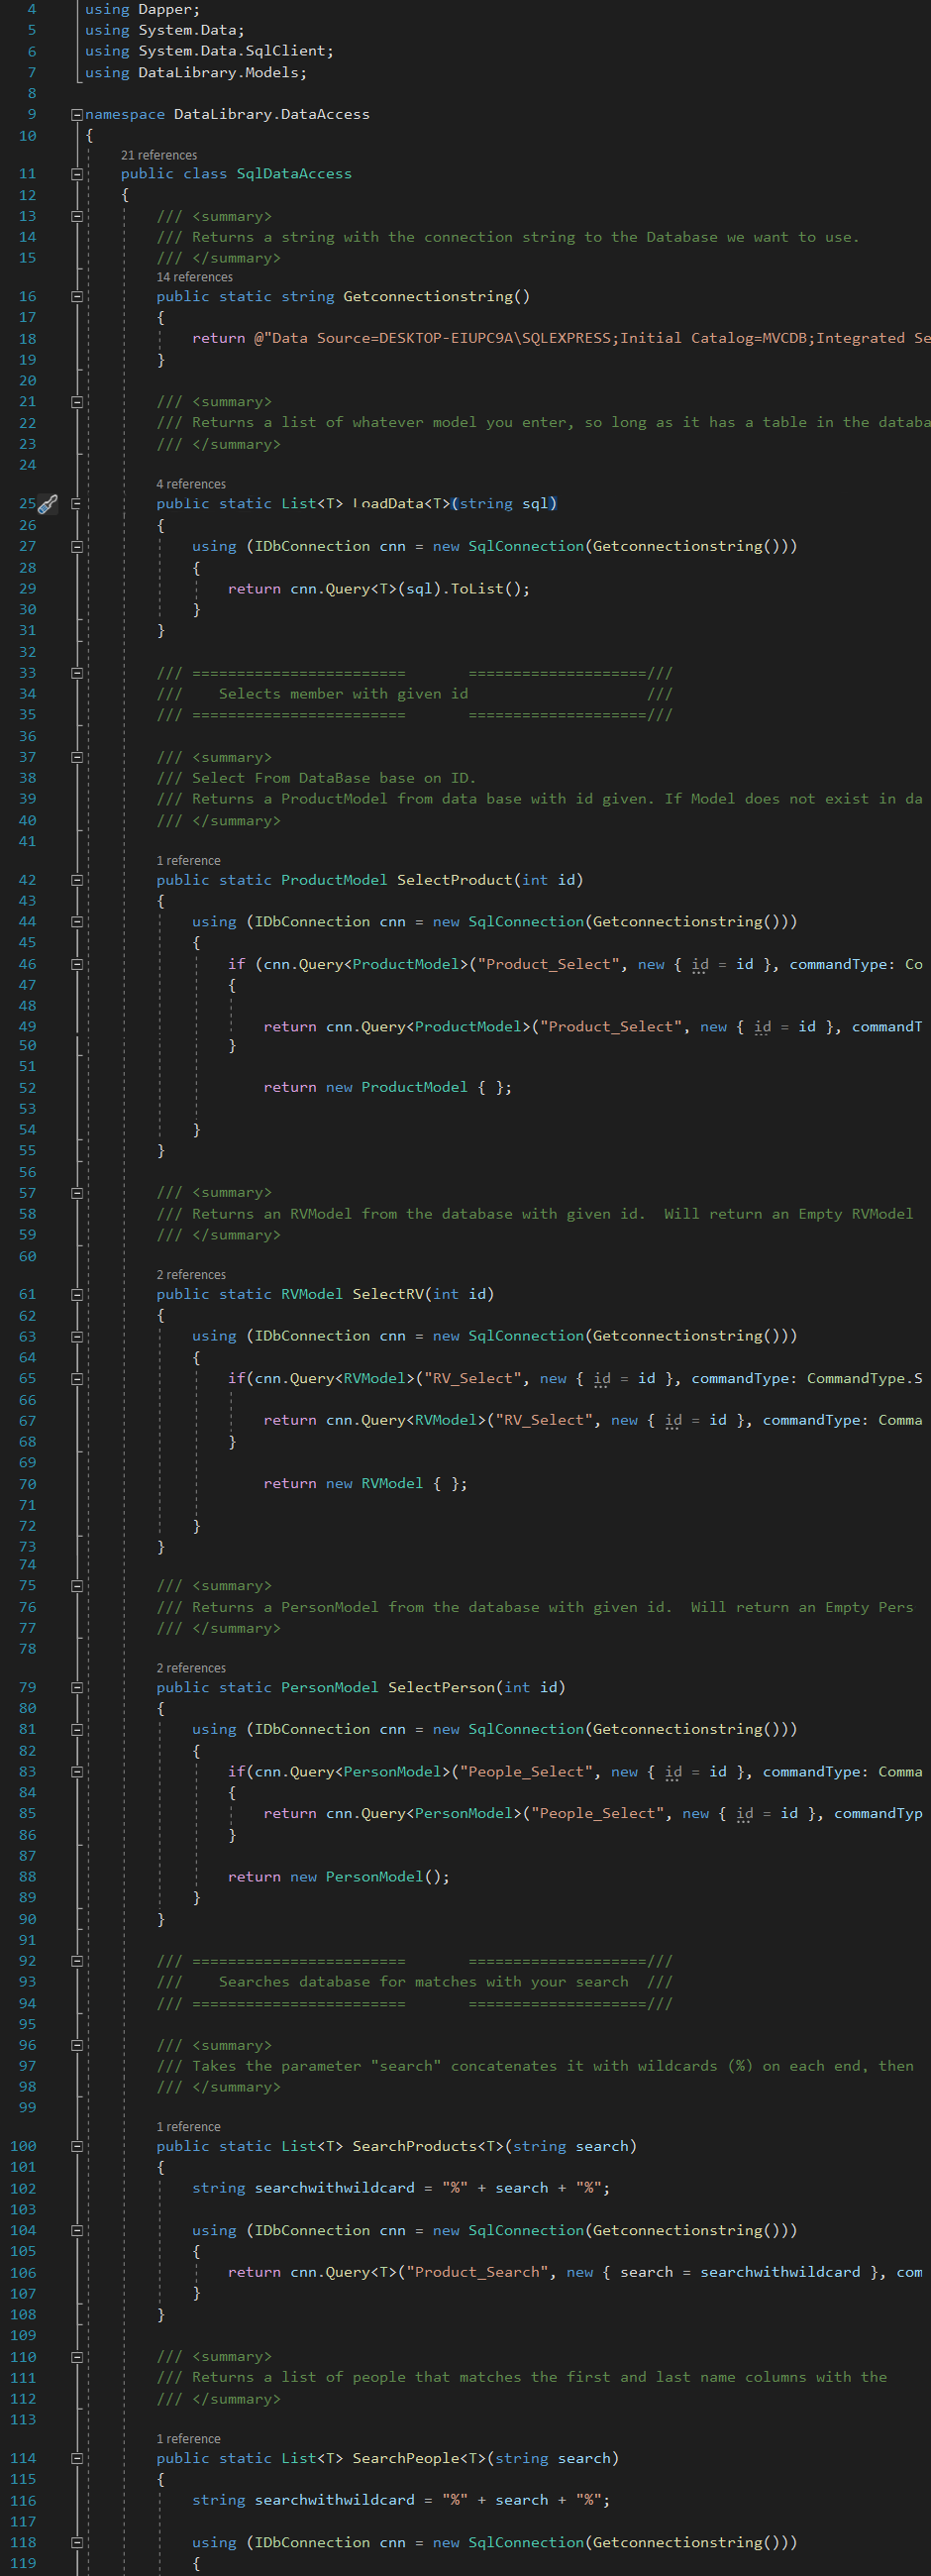 4 using Dapper;
5 using System.Data;
6 using System.Data.SqlClient;
7 using DataLibrary.Models;
8
9 namespace DataLibrary.DataAccess
10 {
21 references
11 public class SqlDataAccess
12 {
13 /// <summary>
14 /// Returns a string with the connection string to the Database we want to use.
15 /// </summary>
14 references
16 public static string Getconnectionstring()
17 {
18 return @"Data Source=DESKTOP-EIUPC9A\SQLEXPRESS;Initial Catalog=MVCDB;Integrated Se
19 }
20
21 /// <summary>
22 /// Returns a list of whatever model you enter, so long as it has a table in the databa
23 /// </summary>
24
4 references
25 public static List<T> LoadData<T>(string sql)
26 {
27 using (IDbConnection cnn = new SqlConnection(Getconnectionstring()))
28 {
29 return cnn.Query<T>(sql).ToList();
30 }
31 }
32
33 /// ======================== ====================///
34 /// Selects member with given id ///
35 /// ======================== ====================///
36
37 /// <summary>
38 /// Select From DataBase base on ID.
39 /// Returns a ProductModel from data base with id given. If Model does not exist in da
40 /// </summary>
41
1 reference
42 public static ProductModel SelectProduct(int id)
43 {
44 using (IDbConnection cnn = new SqlConnection(Getconnectionstring()))
45 {
46 if (cnn.Query<ProductModel>("Product_Select", new { id = id }, commandType: Co
47 {
48
49 return cnn.Query<ProductModel>("Product_Select", new { id = id }, commandT
50 }
51
52 return new ProductModel { };
53
54 }
55 }
56
57 /// <summary>
58 /// Returns an RVModel from the database with given id.  Will return an Empty RVModel
59 /// </summary>
60
2 references
61 public static RVModel SelectRV(int id)
62 {
63 using (IDbConnection cnn = new SqlConnection(Getconnectionstring()))
64 {
65 if(cnn.Query<RVModel>("RV_Select", new { id = id }, commandType: CommandType.S
66
67 return cnn.Query<RVModel>("RV_Select", new { id = id }, commandType: Comma
68 }
69
70 return new RVModel { };
71
72 }
73 }
74
75 /// <summary>
76 /// Returns a PersonModel from the database with given id.  Will return an Empty Pers
77 /// </summary>
78
2 references
79 public static PersonModel SelectPerson(int id)
80 {
81 using (IDbConnection cnn = new SqlConnection(Getconnectionstring()))
82 {
83 if(cnn.Query<PersonModel>("People_Select", new { id = id }, commandType: Comma
84 {
85 return cnn.Query<PersonModel>("People_Select", new { id = id }, commandTyp
86 }
87
88 return new PersonModel();
89 }
90 }
91
92 /// ======================== ====================///
93 /// Searches database for matches with your search ///
94 /// ======================== ====================///
95
96 /// <summary>
97 /// Takes the parameter "search" concatenates it with wildcards (%) on each end, then
98 /// </summary>
99
1 reference
100 public static List<T> SearchProducts<T>(string search)
101 {
102 string searchwithwildcard = "%" + search + "%";
103
104 using (IDbConnection cnn = new SqlConnection(Getconnectionstring()))
105 {
106 return cnn.Query<T>("Product_Search", new { search = searchwithwildcard }, com
107 }
108 }
109
110 /// <summary>
111 /// Returns a list of people that matches the first and last name columns with the
112 /// </summary>
113
1 reference
114 public static List<T> SearchPeople<T>(string search)
115 {
116 string searchwithwildcard = "%" + search + "%";
117
118 using (IDbConnection cnn = new SqlConnection(Getconnectionstring()))
119 {